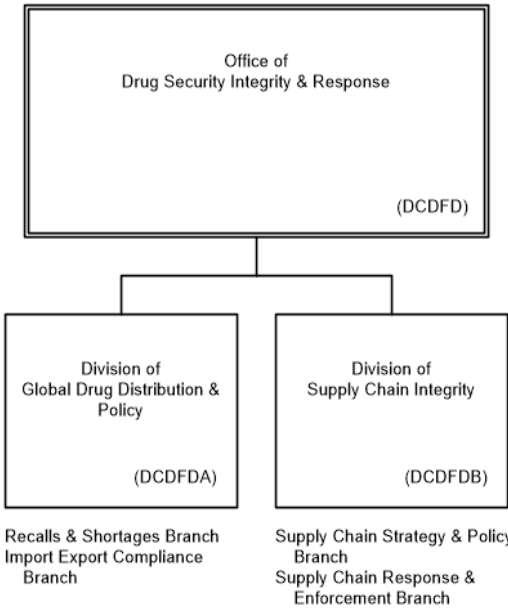 Office of
Drug Security Integrity & Response
(DCDFD)
Division of
Global Drug Distribution &
Policy
(DCDFDA)
Division of
Supply Chain Integrity
(DCDFDB)
Recalls & Shortages Branch
Import Export Compliance
Branch
Supply Chain Strategy & Policy
Branch
Supply Chain Response &
Enforcement Branch